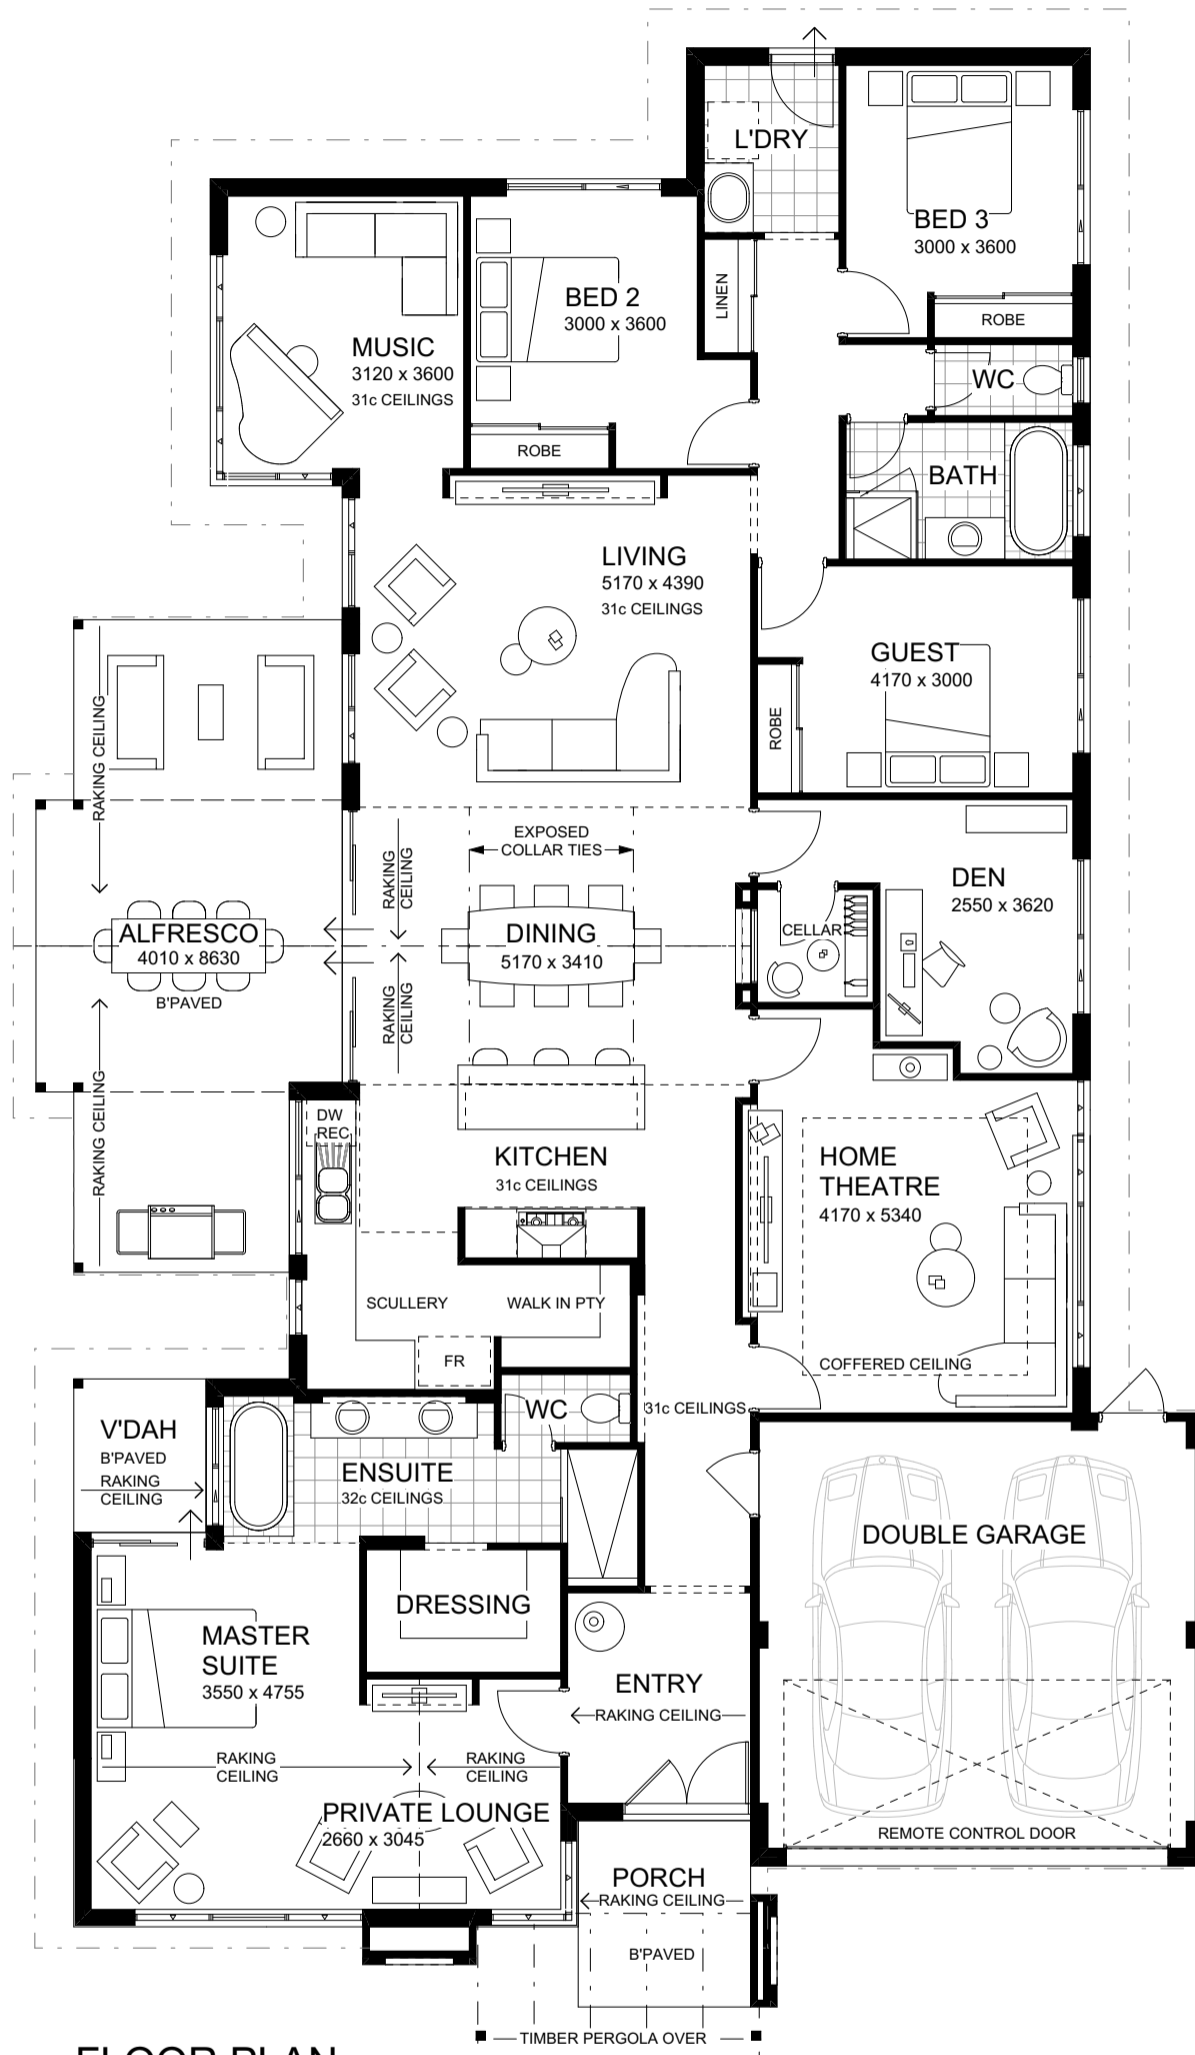 L'DRY
BED 3
3000 x 3600
LINEN
BED 2
3000 x 3600
ROBE
MUSIC
3120 x 3600
31c CEILINGS
WC
ROBE
BATH
LIVING
5170 x 4390
31c CEILINGS
GUEST
4170 x 3000
ROBE
RAKING CEILING
EXPOSED
COLLAR TIES
RAKING
CEILING
DEN
2550 x 3620
ALFRESCO
4010 x 8630
B'PAVED
DINING
5170 x 3410
CELLAR
RAKING
CEILING
RAKING CEILING
DW
REC
KITCHEN
31c CEILINGS
HOME
THEATRE
4170 x 5340
SCULLERY
WALK IN PTY
FR
COFFERED CEILING
V'DAH
B'PAVED
RAKING
CEILING
WC
31c CEILINGS
ENSUITE
32c CEILINGS
DOUBLE GARAGE
DRESSING
MASTER
SUITE
3550 x 4755
ENTRY
RAKING CEILING
RAKING
CEILING
RAKING
CEILING
PRIVATE LOUNGE
2660 x 3045
REMOTE CONTROL DOOR
PORCH
RAKING CEILING
B'PAVED
TIMBER PERGOLA OVER
FLOOR PLAN